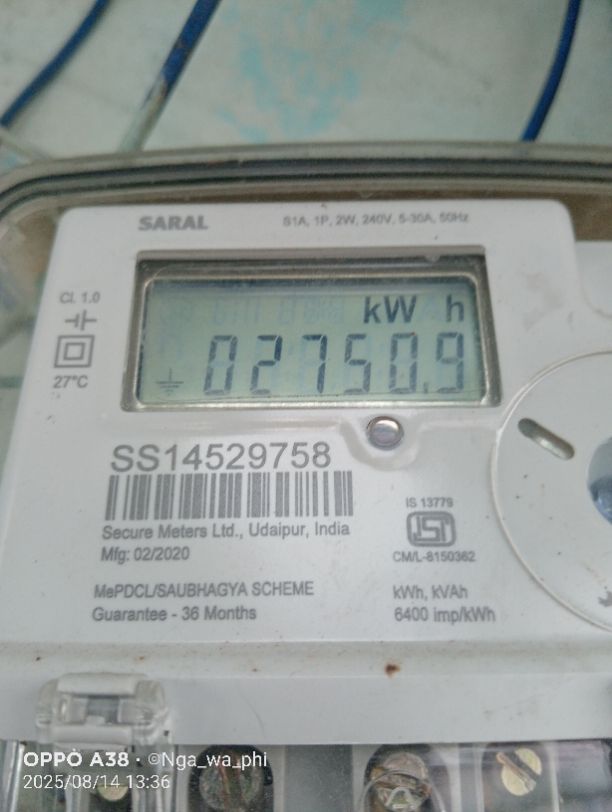 SARAL
S1A, 1P, 2W, 240V, 5-30A, 50Hz
Cl. 1.0
kW h
02750.9
27°C
SS14529758
Secure Meters Ltd., Udaipur, India
Mfg: 02/2020
IS 13779
ISI
CM/L-8150362
MePDCL/SAUBHAGYA SCHEME
Guarantee - 36 Months
kWh, kVAh
6400 imp/kWh
OPPO A38 · ©Nga_wa_phi
2025/08/14 13:36